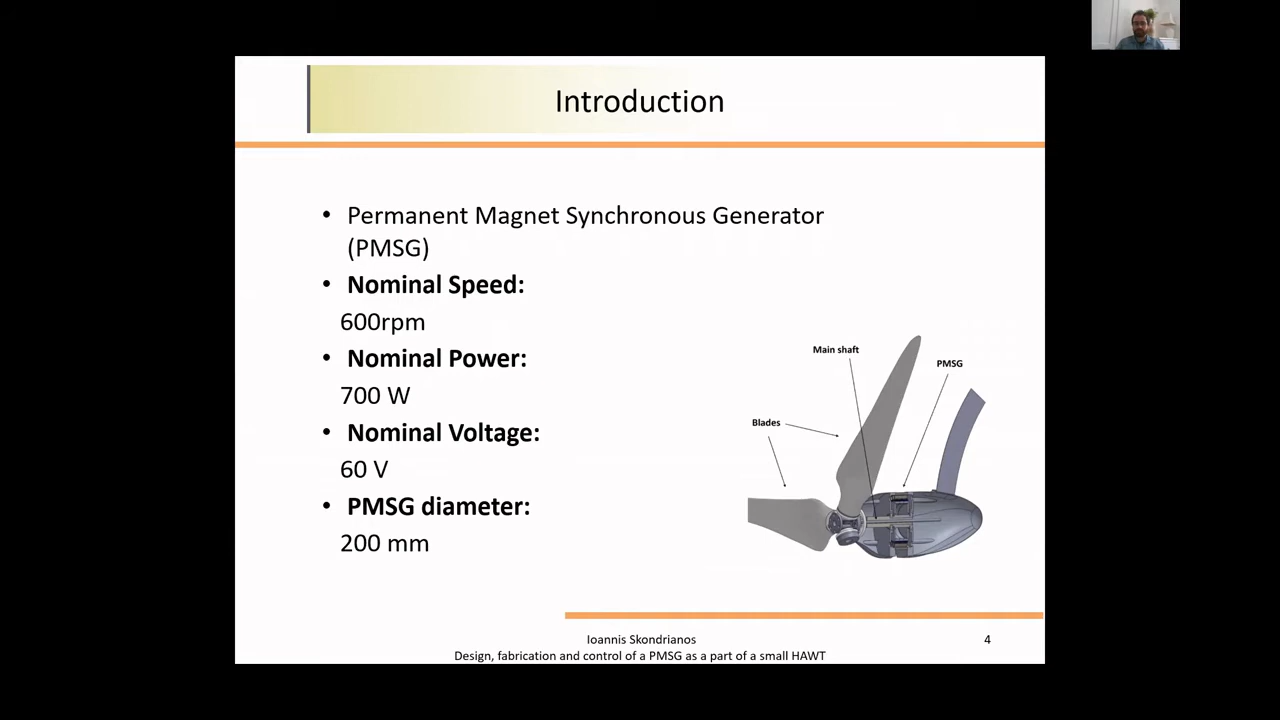 Introduction
• Permanent Magnet Synchronous Generator
(PMSG)
• Nominal Speed:
600rpm
• Nominal Power:
700 W
• Nominal Voltage:
60 V
• PMSG diameter:
200 mm
Main shaft
PMSG
Blades
Ioannis Skondrianos
4
Design, fabrication and control of a PMSG as a part of a small HAWT